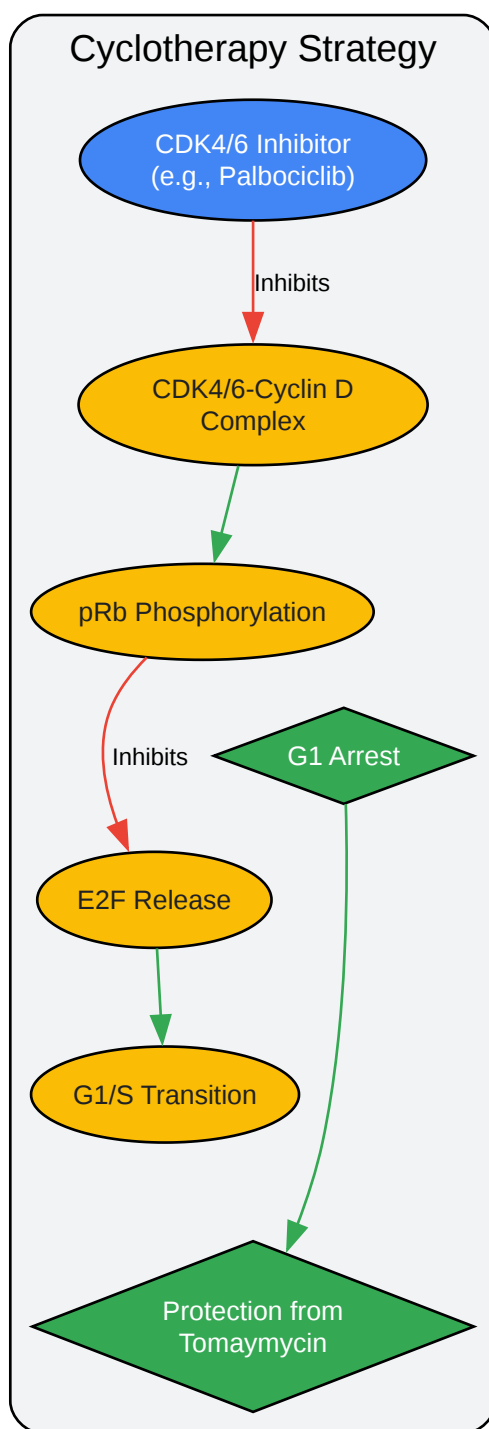 Cyclotherapy Strategy
CDK4/6 Inhibitor
(e.g., Palbociclib)
Inhibits
CDK4/6-Cyclin D
Complex
pRb Phosphorylation
Inhibits
G1 Arrest
E2F Release
G1/S Transition
Protection from
Tomaymycin